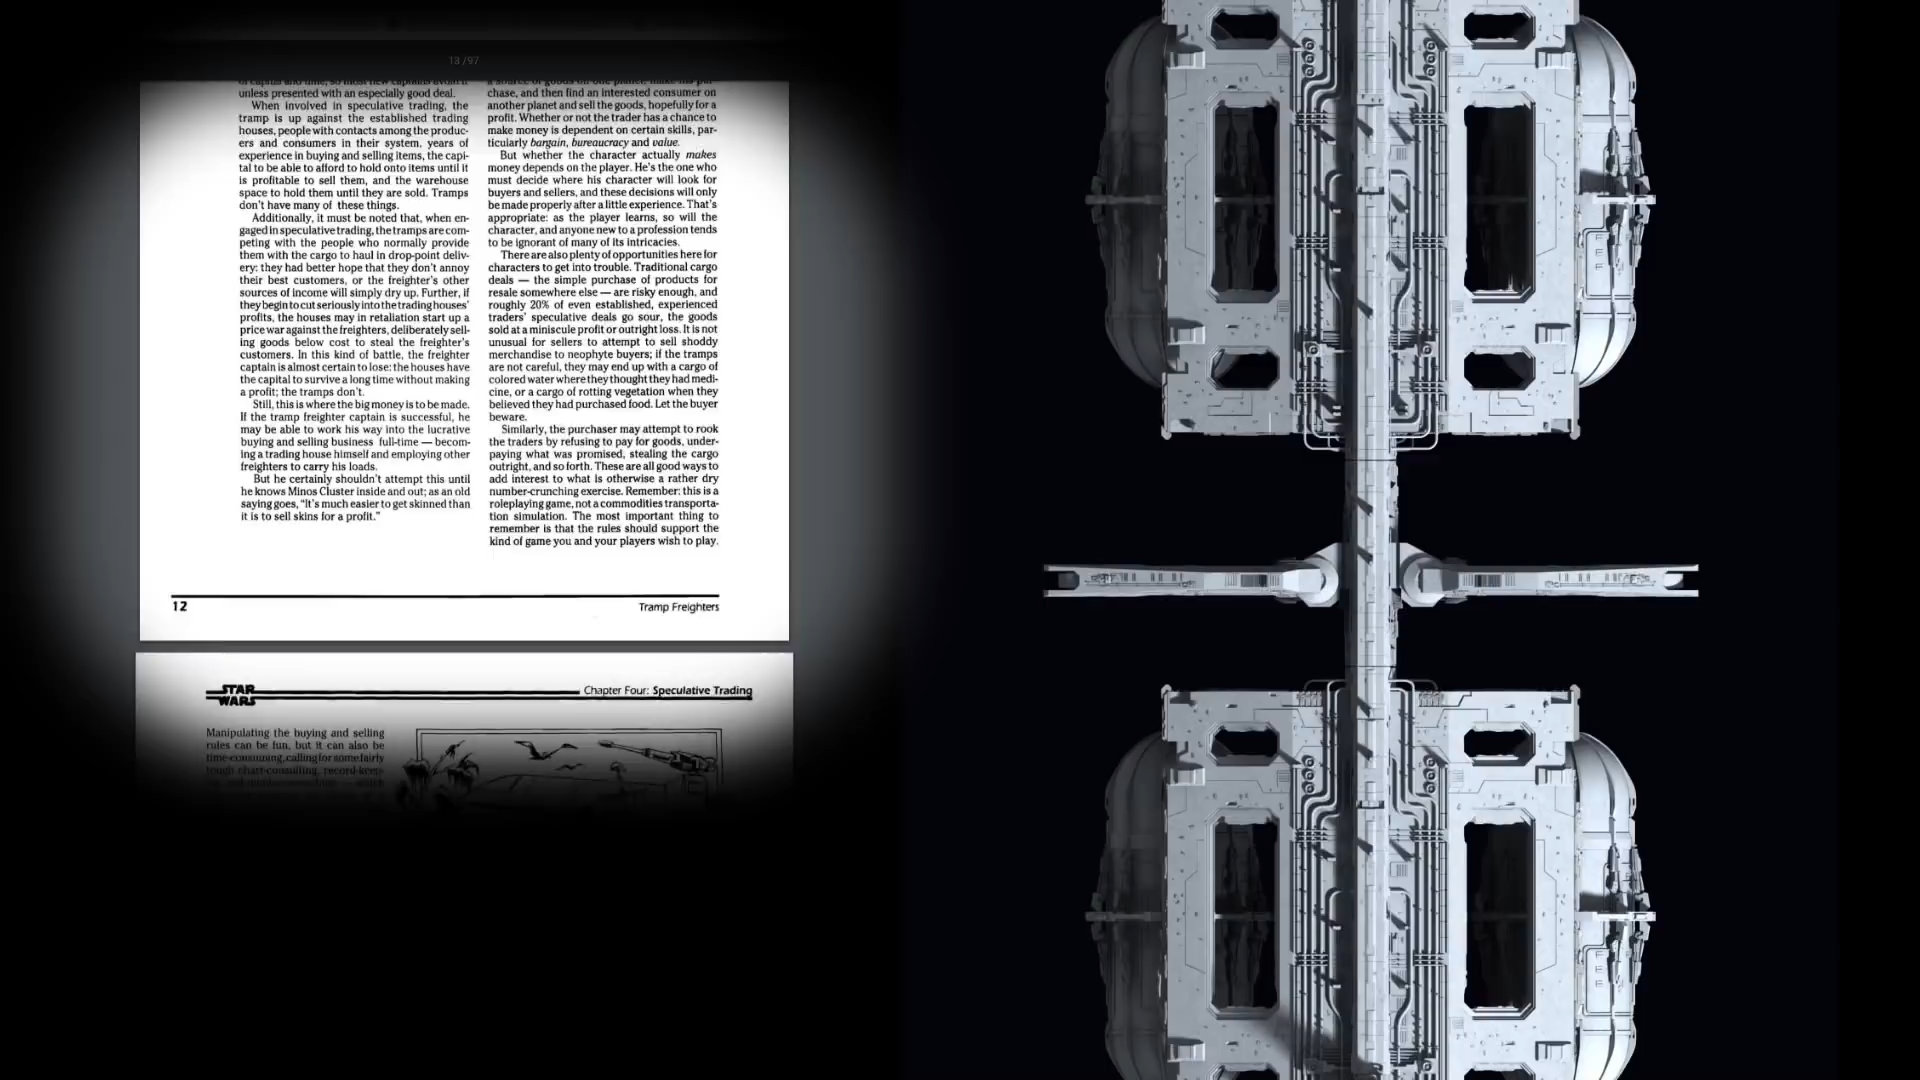 13 /97
unless presented with an especially good deal.
When involved in speculative trading, the
tramp is up against the established trading
houses, people with contacts among the produc-
ers and consumers in their system, years of
experience in buying and selling items, the capi-
tal to be able to afford to hold onto items until it
is profitable to sell them, and the warehouse
space to hold them until they are sold. Tramps
don't have many of these things.
Additionally, it must be noted that, when en-
gaged in speculative trading, the tramps are com-
peting with the people who normally provide
them with the cargo to haul in drop-point deliv-
ery: they had better hope that they don't annoy
their best customers, or the freighter's other
sources of income will simply dry up. Further, if
they begin to cut seriously into the trading houses'
profits, the houses may in retaliation start up a
price war against the freighters, deliberately sell-
ing goods below cost to steal the freighter's
customers. In this kind of battle, the freighter
captain is almost certain to lose: the houses have
the capital to survive a long time without making
a profit; the tramps don't.
Still, this is where the big money is to be made.
If the tramp freighter captain is successful, he
may be able to work his way into the lucrative
buying and selling business full-time — becom-
ing a trading house himself and employing other
freighters to carry his loads.
But he certainly shouldn't attempt this until
he knows Minos Cluster inside and out; as an old
saying goes, "It's much easier to get skinned than
it is to sell skins for a profit."
chase, and then find an interested consumer on
another planet and sell the goods, hopefully for a
profit. Whether or not the trader has a chance to
make money is dependent on certain skills, par-
ticularly bargain, bureaucracy and value.
But whether the character actually makes
money depends on the player. He's the one who
must decide where his character will look for
buyers and sellers, and these decisions will only
be made properly after a little experience. That's
appropriate: as the player learns, so will the
character, and anyone new to a profession tends
to be ignorant of many of its intricacies.
There are also plenty of opportunities here for
characters to get into trouble. Traditional cargo
deals — the simple purchase of products for
resale somewhere else — are risky enough, and
roughly 20% of even established, experienced
traders' speculative deals go sour, the goods
sold at a miniscule profit or outright loss. It is not
unusual for sellers to attempt to sell shoddy
merchandise to neophyte buyers; if the tramps
are not careful, they may end up with a cargo of
colored water where they thought they had medi-
cine, or a cargo of rotting vegetation when they
believed they had purchased food. Let the buyer
beware.
Similarly, the purchaser may attempt to rook
the traders by refusing to pay for goods, under-
paying what was promised, stealing the cargo
outright, and so forth. These are all good ways to
add interest to what is otherwise a rather dry
number-crunching exercise. Remember: this is a
roleplaying game, not a commodities transporta-
tion simulation. The most important thing to
remember is that the rules should support the
kind of game you and your players wish to play.
12
Tramp Freighters
STAR
WARS
Chapter Four: Speculative Trading
Manipulating the buying and selling
rules can be fun, but it can also be
time-consuming, calling for some fairly
tough chart-consulting, record-keep-